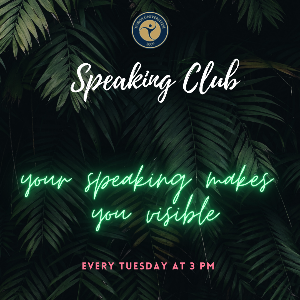 Speaking Club
your speaking makes
you visible
EVERY TUESDAY AT 3 PM